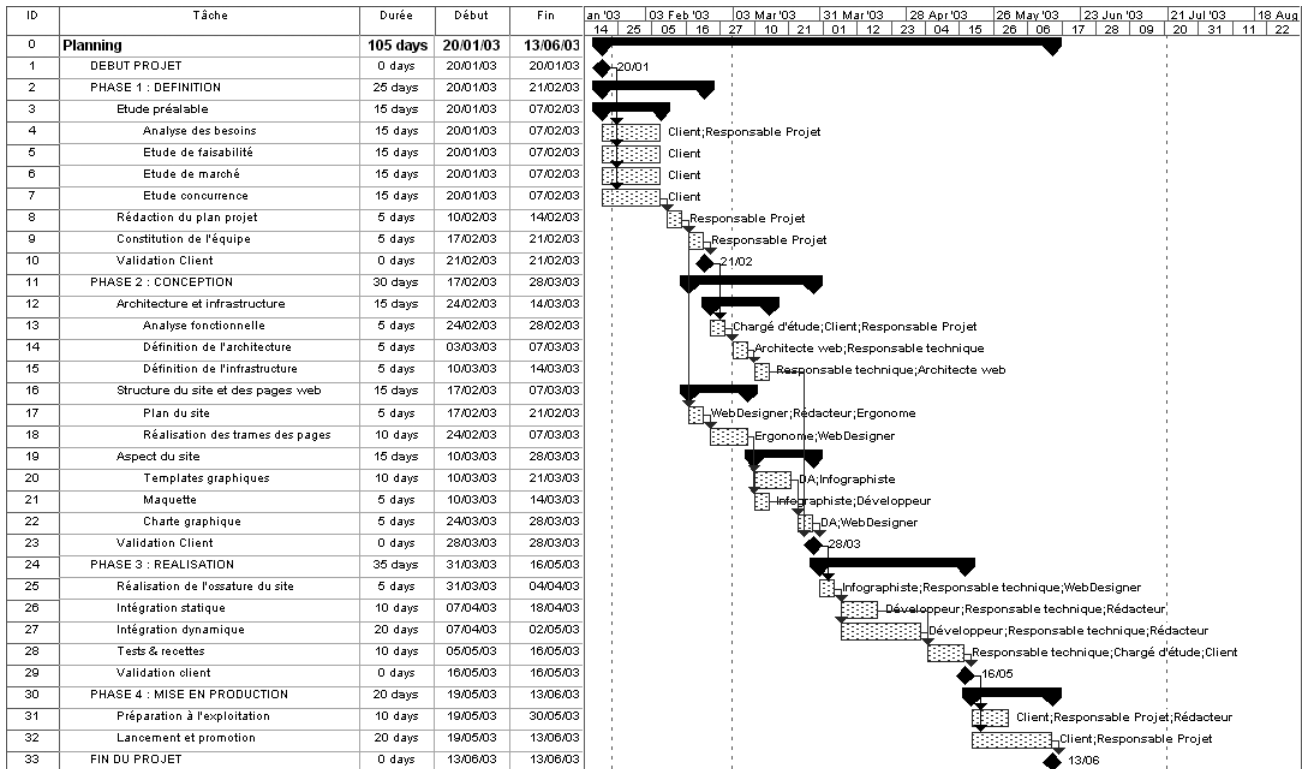 ID Tâche Durée Début Fin an '03 03 Feb '03 03 Mar '03 31 Mar '03 28 Apr '03 26 May '03 23 Jun '03 21 Jul '03 18 Aug
14 25 05 16 27 10 21 01 12 23 04 15 26 06 17 28 09 20 31 11 22
0 Planning 105 days 20/01/03 13/06/03
1 DEBUT PROJET 0 days 20/01/03 20/01/03 20/01
2 PHASE 1 : DEFINITION 25 days 20/01/03 21/02/03
3 Etude préalable 15 days 20/01/03 07/02/03
4 Analyse des besoins 15 days 20/01/03 07/02/03 Client;Responsable Projet
5 Etude de faisabilité 15 days 20/01/03 07/02/03 Client
6 Etude de marché 15 days 20/01/03 07/02/03 Client
7 Etude concurrence 15 days 20/01/03 07/02/03 Client
8 Rédaction du plan projet 5 days 10/02/03 14/02/03 Responsable Projet
9 Constitution de l'équipe 5 days 17/02/03 21/02/03 Responsable Projet
10 Validation Client 0 days 21/02/03 21/02/03 21/02
11 PHASE 2 : CONCEPTION 30 days 17/02/03 28/03/03
12 Architecture et infrastructure 15 days 24/02/03 14/03/03
13 Analyse fonctionnelle 5 days 24/02/03 28/02/03 Chargé d'étude;Client;Responsable Projet
14 Définition de l'architecture 5 days 03/03/03 07/03/03 Architecte web;Responsable technique
15 Définition de l'infrastructure 5 days 10/03/03 14/03/03 Responsable technique;Architecte web
16 Structure du site et des pages web 15 days 17/02/03 07/03/03
17 Plan du site 5 days 17/02/03 21/02/03 WebDesigner;Rédacteur;Ergonome
18 Réalisation des trames des pages 10 days 24/02/03 07/03/03 Ergonome;WebDesigner
19 Aspect du site 15 days 10/03/03 28/03/03
20 Templates graphiques 10 days 10/03/03 21/03/03 DA;Infographiste
21 Maquette 5 days 10/03/03 14/03/03 Infographiste;Développeur
22 Charte graphique 5 days 24/03/03 28/03/03 DA;WebDesigner
23 Validation Client 0 days 28/03/03 28/03/03 28/03
24 PHASE 3 : REALISATION 35 days 31/03/03 16/05/03
25 Réalisation de l'ossature du site 5 days 31/03/03 04/04/03 Infographiste;Responsable technique;WebDesigner
26 Intégration statique 10 days 07/04/03 18/04/03 Développeur;Responsable technique;Rédacteur
27 Intégration dynamique 20 days 07/04/03 02/05/03 Développeur;Responsable technique;Rédacteur
28 Tests & recettes 10 days 05/05/03 16/05/03 Responsable technique;Chargé d'étude;Client
29 Validation client 0 days 16/05/03 16/05/03 16/05
30 PHASE 4 : MISE EN PRODUCTION 20 days 19/05/03 13/06/03
31 Préparation à l'exploitation 10 days 19/05/03 30/05/03 Client;Responsable Projet;Rédacteur
32 Lancement et promotion 20 days 19/05/03 13/06/03 Client;Responsable Projet
33 FIN DU PROJET 0 days 13/06/03 13/06/03 13/06